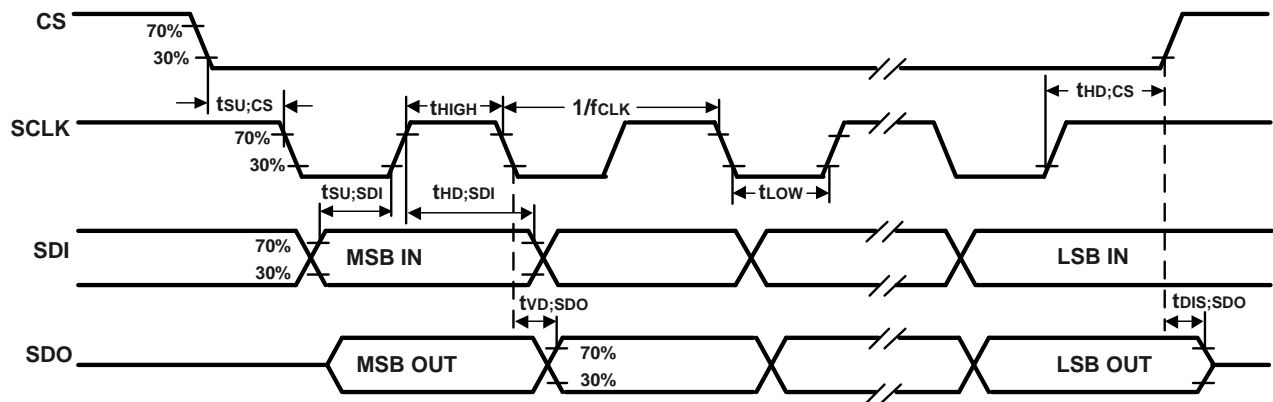 CS
70%
30%
tSU;CS
tHIGH
1/fCLK
tHD;CS
SCLK
70%
30%
tSU;SDI
tHD;SDI
tLOW
SDI
70%
30%
MSB IN
LSB IN
tVD;SDO
tDIS;SDO
SDO
MSB OUT
70%
30%
LSB OUT